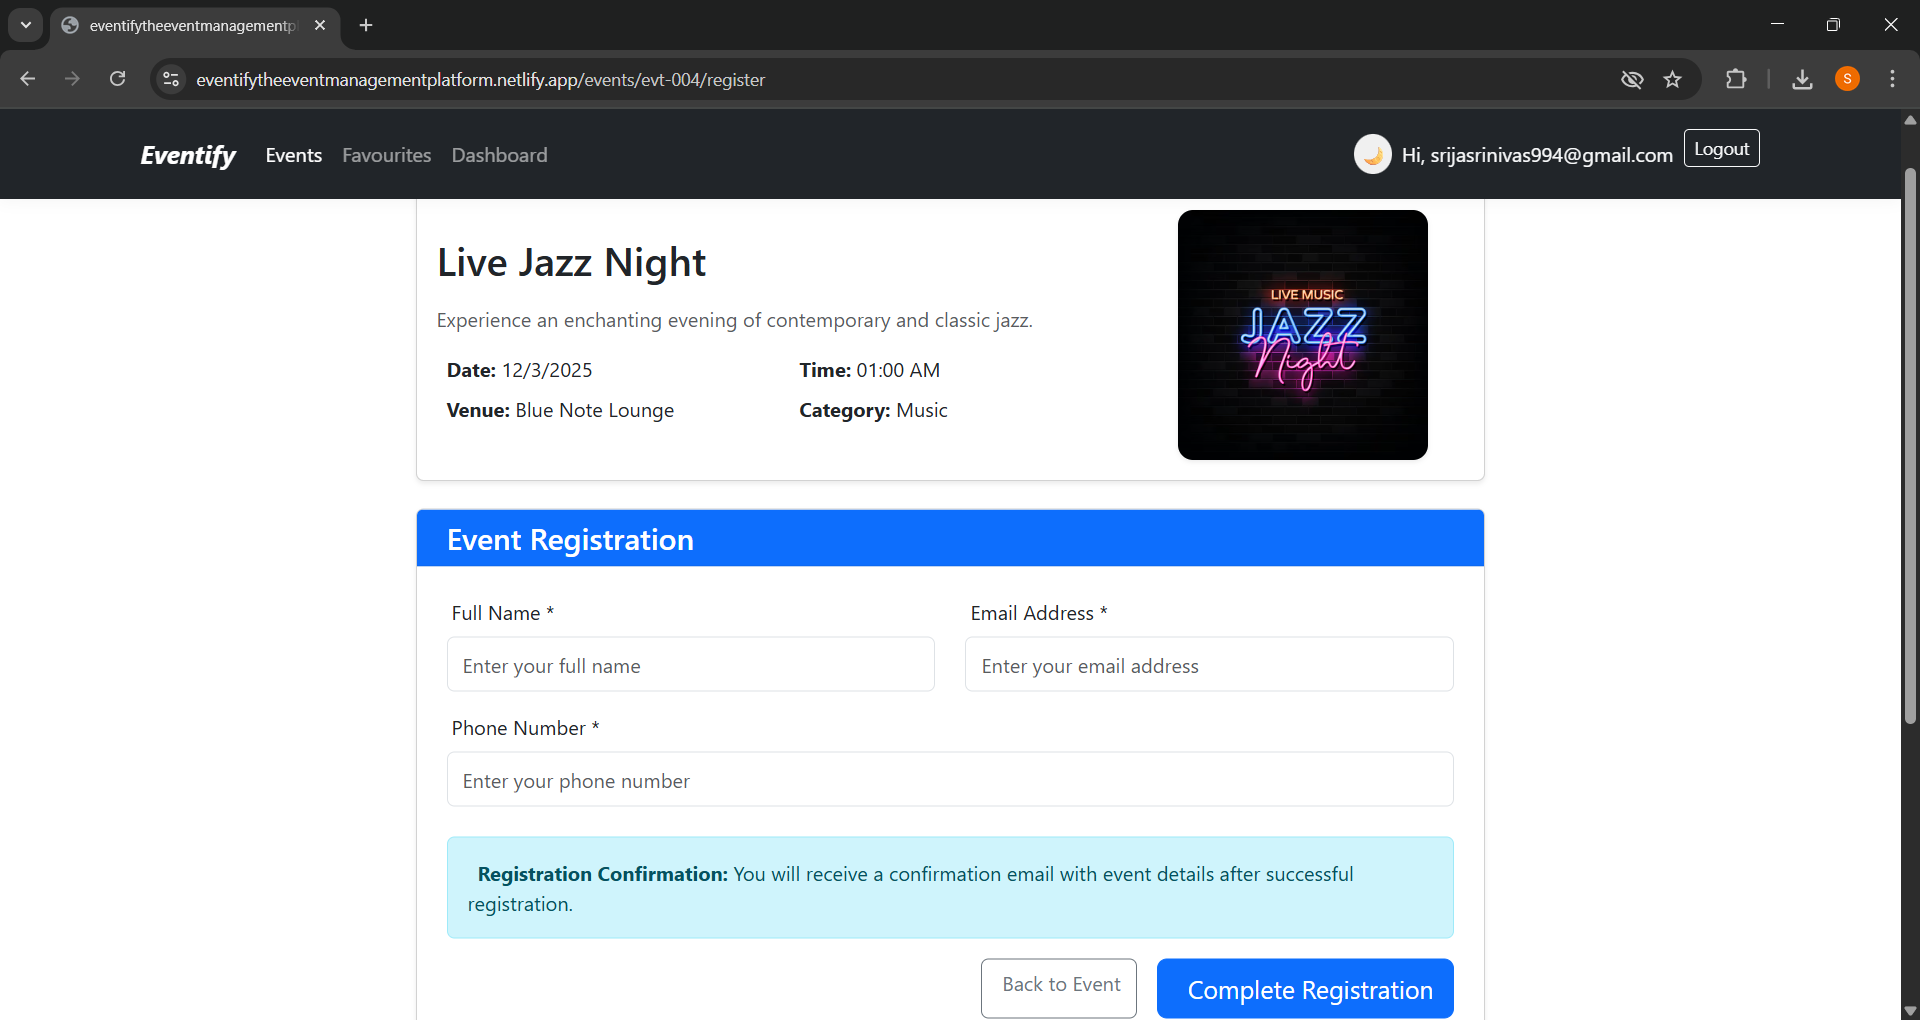 eventifytheeventmanagementpl
eventifytheeventmanagementplatform.netlify.app/events/evt-004/register
S
Eventify
Events
Favourites
Dashboard
Hi, srijasrinivas994@gmail.com
Logout
Live Jazz Night
Experience an enchanting evening of contemporary and classic jazz.
Date: 12/3/2025
Time: 01:00 AM
Venue: Blue Note Lounge
Category: Music
LIVE MUSIC
JAZZ
Night
Event Registration
Full Name *
Email Address *
Enter your full name
Enter your email address
Phone Number *
Enter your phone number
Registration Confirmation: You will receive a confirmation email with event details after successful
registration.
Back to Event
Complete Registration